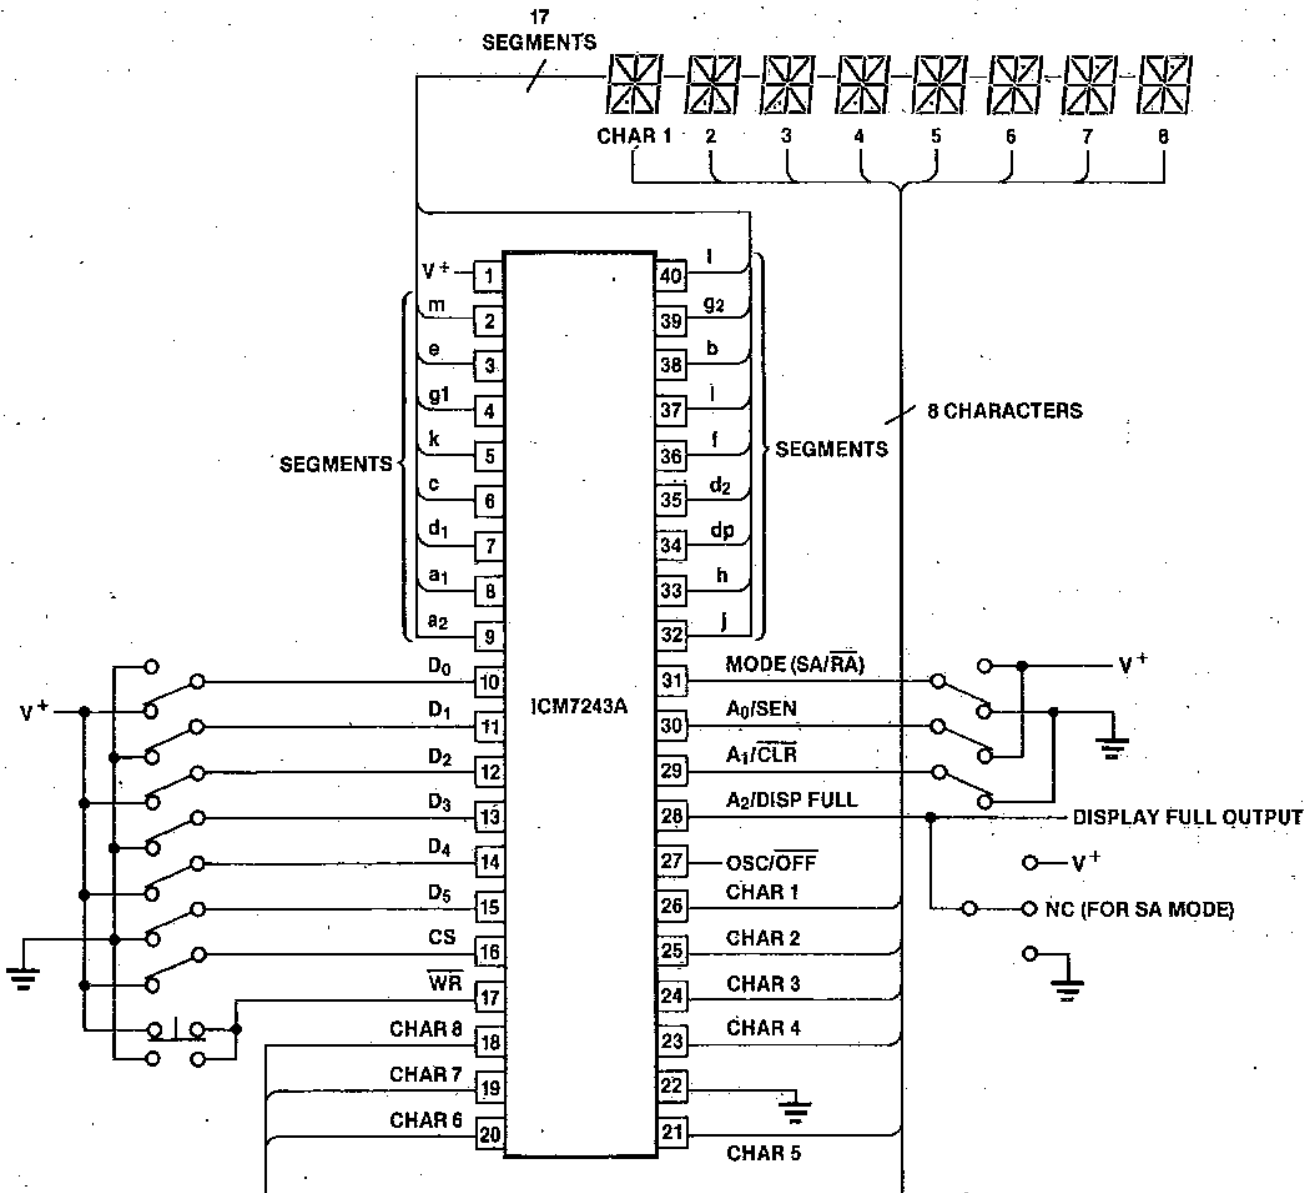 17
SEGMENTS
CHAR 1 2 3 4 5 6 7 8
V+ 1 40 l
m 2 39 g2
e 3 38 b
g1 4 37 i
k 5 36 f
c 6 35 d2
d1 7 34 dp
a1 8 33 h
a2 9 32 j
SEGMENTS
SEGMENTS
8 CHARACTERS
ICM7243A
V+
D0 10 31 MODE (SA/R̅A̅) V+
D1 11 30 A0/SEN
D2 12 29 A1/C̅L̅R̅
D3 13 28 A2/DISP FULL DISPLAY FULL OUTPUT
D4 14 27 OSC/O̅F̅F̅ V+
D5 15 26 CHAR 1 NC (FOR SA MODE)
CS 16 25 CHAR 2
W̅R̅ 17 24 CHAR 3
CHAR 8 18 23 CHAR 4
CHAR 7 19 22
CHAR 6 20 21 CHAR 5